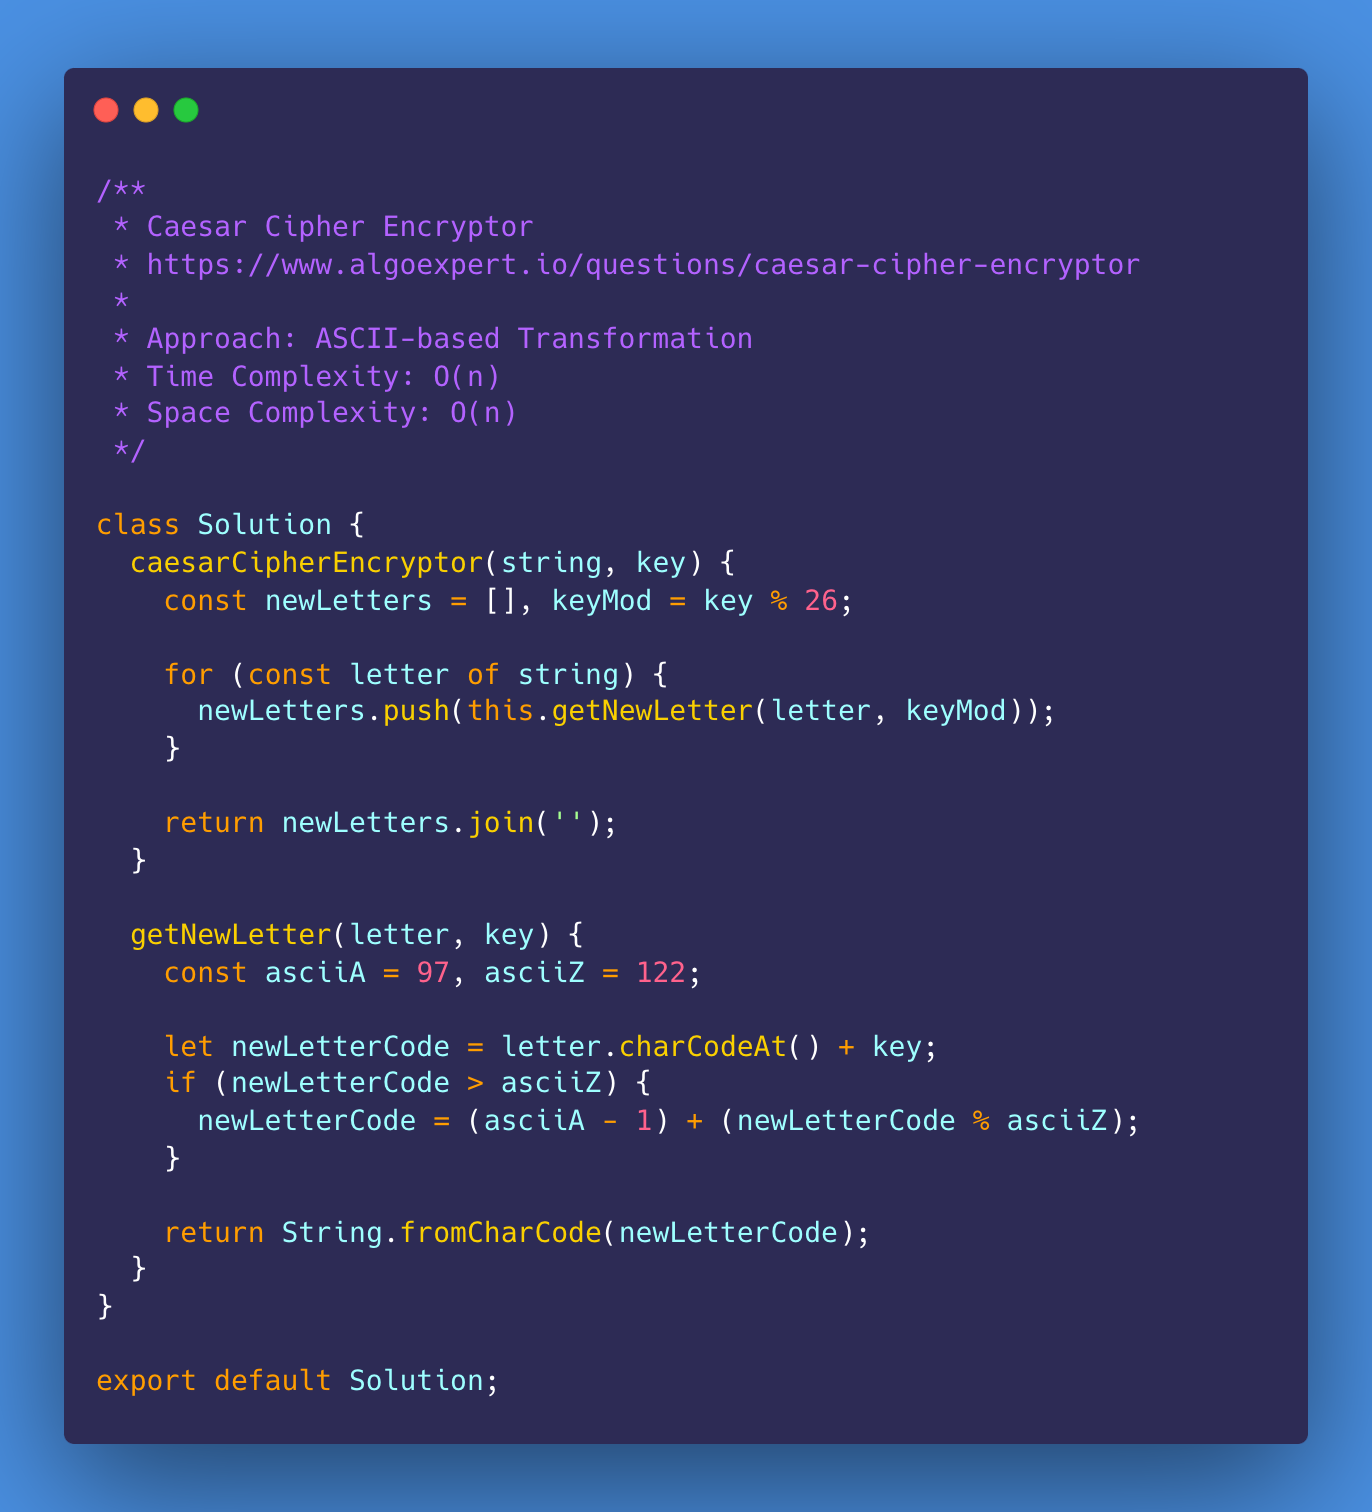 /**
 * Caesar Cipher Encryptor
 * https://www.algoexpert.io/questions/caesar-cipher-encryptor
 *
 * Approach: ASCII-based Transformation
 * Time Complexity: O(n)
 * Space Complexity: O(n)
 */

class Solution {
  caesarCipherEncryptor(string, key) {
    const newLetters = [], keyMod = key % 26;

    for (const letter of string) {
      newLetters.push(this.getNewLetter(letter, keyMod));
    }

    return newLetters.join('');
  }

  getNewLetter(letter, key) {
    const asciiA = 97, asciiZ = 122;

    let newLetterCode = letter.charCodeAt() + key;
    if (newLetterCode > asciiZ) {
      newLetterCode = (asciiA - 1) + (newLetterCode % asciiZ);
    }

    return String.fromCharCode(newLetterCode);
  }
}

export default Solution;